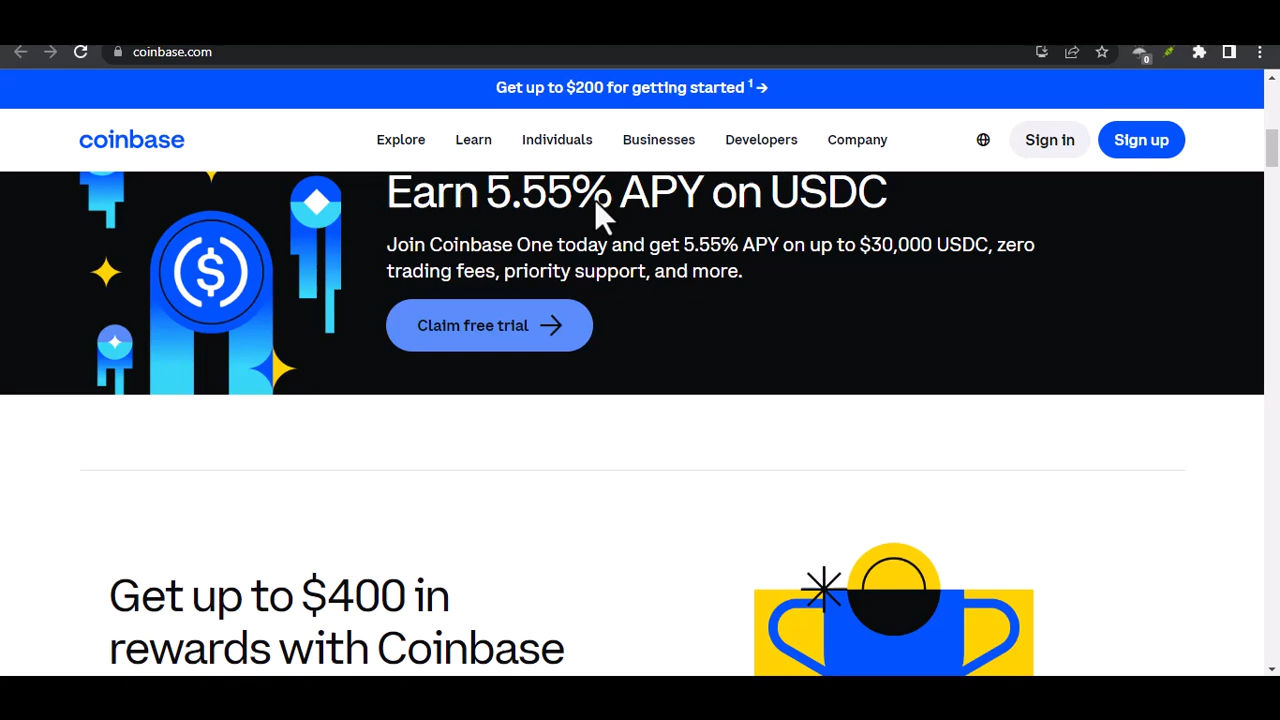 coinbase.com
0
Get up to $200 for getting started 1 →
coinbase Explore Learn Individuals Businesses Developers Company Sign in Sign up
Earn 5.55% APY on USDC
Join Coinbase One today and get 5.55% APY on up to $30,000 USDC, zero
trading fees, priority support, and more.
Claim free trial →
Get up to $400 in
rewards with Coinbase